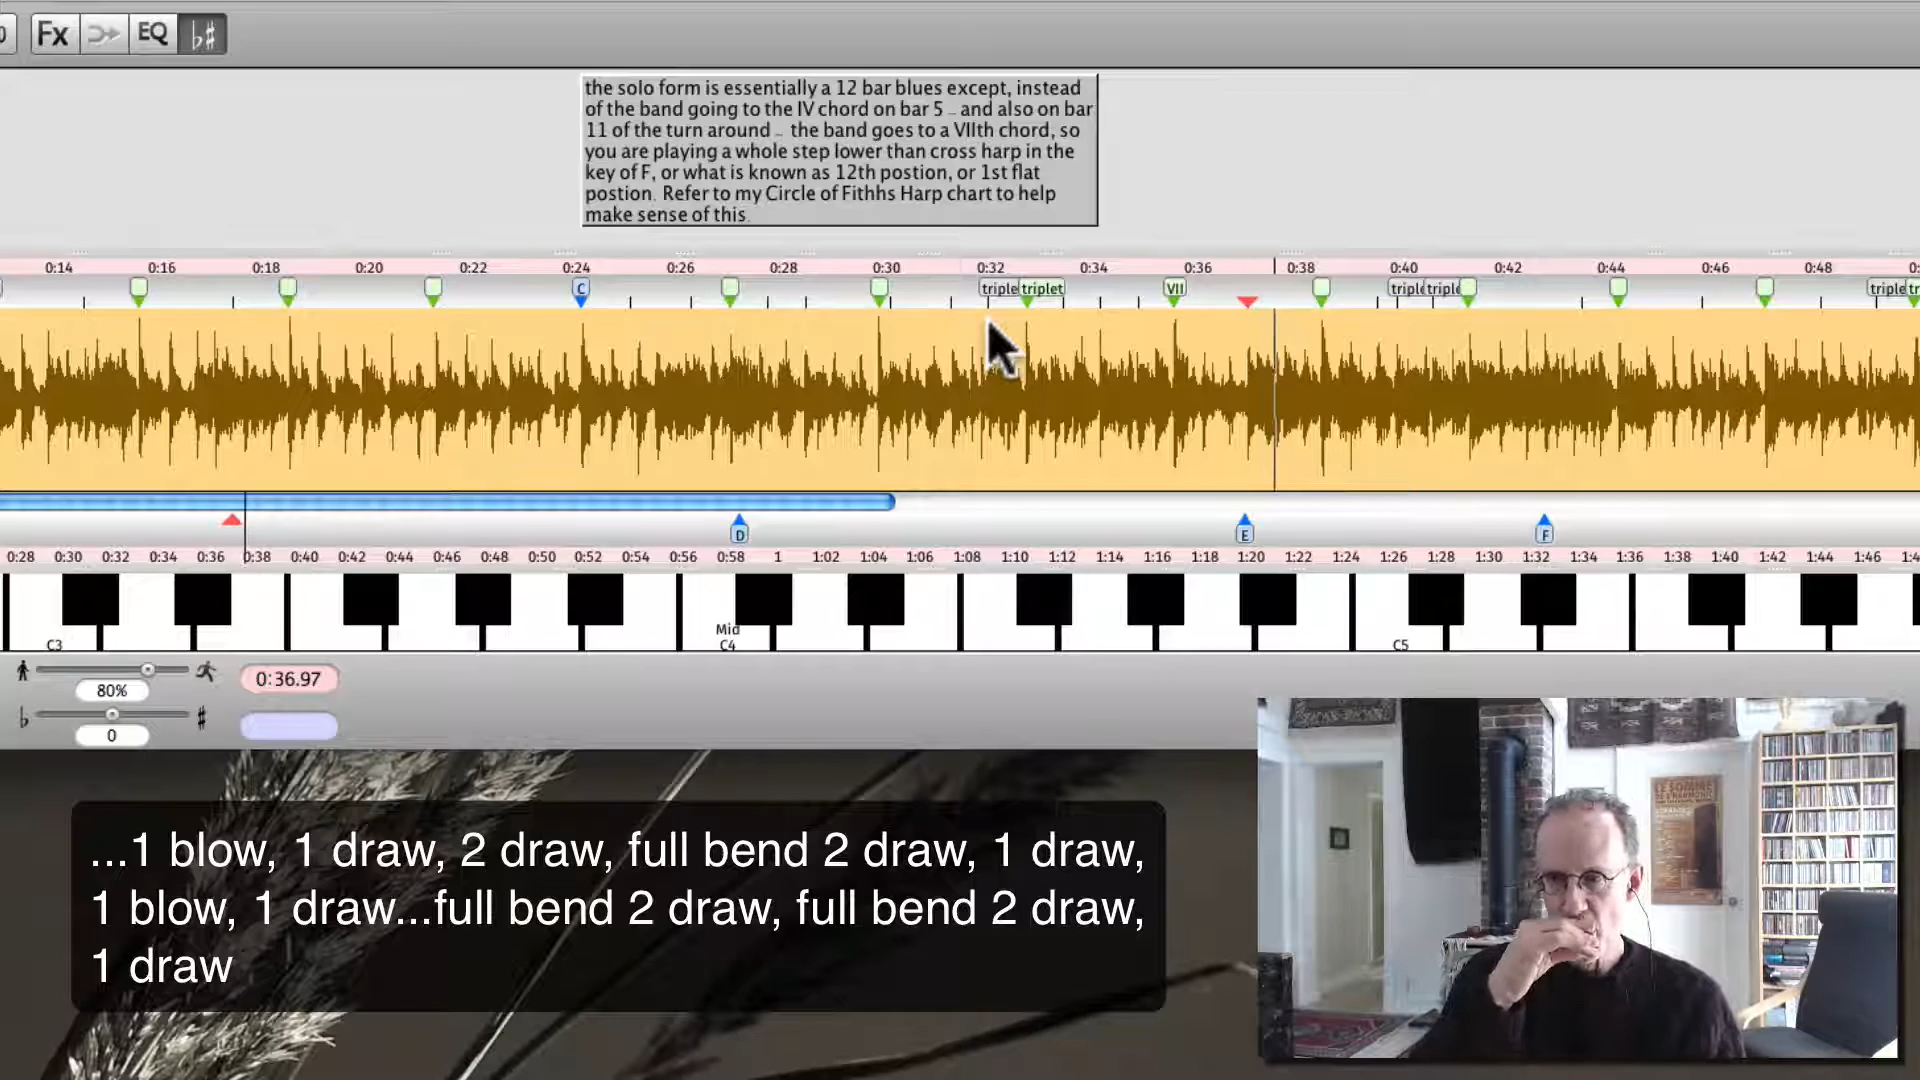 Fx EQ ♭♯
the solo form is essentially a 12 bar blues except, instead
of the band going to the IV chord on bar 5 – and also on bar
11 of the turn around – the band goes to a VIIth chord, so
you are playing a whole step lower than cross harp in the
key of F, or what is known as 12th postion, or 1st flat
postion. Refer to my Circle of Fithhs Harp chart to help
make sense of this.
0:14 0:16 0:18 0:20 0:22 0:24 0:26 0:28 0:30 0:32 0:34 0:36 0:38 0:40 0:42 0:44 0:46 0:48
C triple triplet VII
D E F
0:28 0:30 0:32 0:34 0:36 0:38 0:40 0:42 0:44 0:46 0:48 0:50 0:52 0:54 0:56 0:58 1 1:02 1:04 1:06 1:08 1:10 1:12 1:14 1:16 1:18 1:20 1:22 1:24 1:26 1:28 1:30 1:32 1:34 1:36 1:38 1:40 1:42 1:44 1:46
Mid
C3 C4 C5
80% 0:36.97
♭ ♯
0
LE SOMME
...1 blow, 1 draw, 2 draw, full bend 2 draw, 1 draw,
1 blow, 1 draw...full bend 2 draw, full bend 2 draw,
1 draw